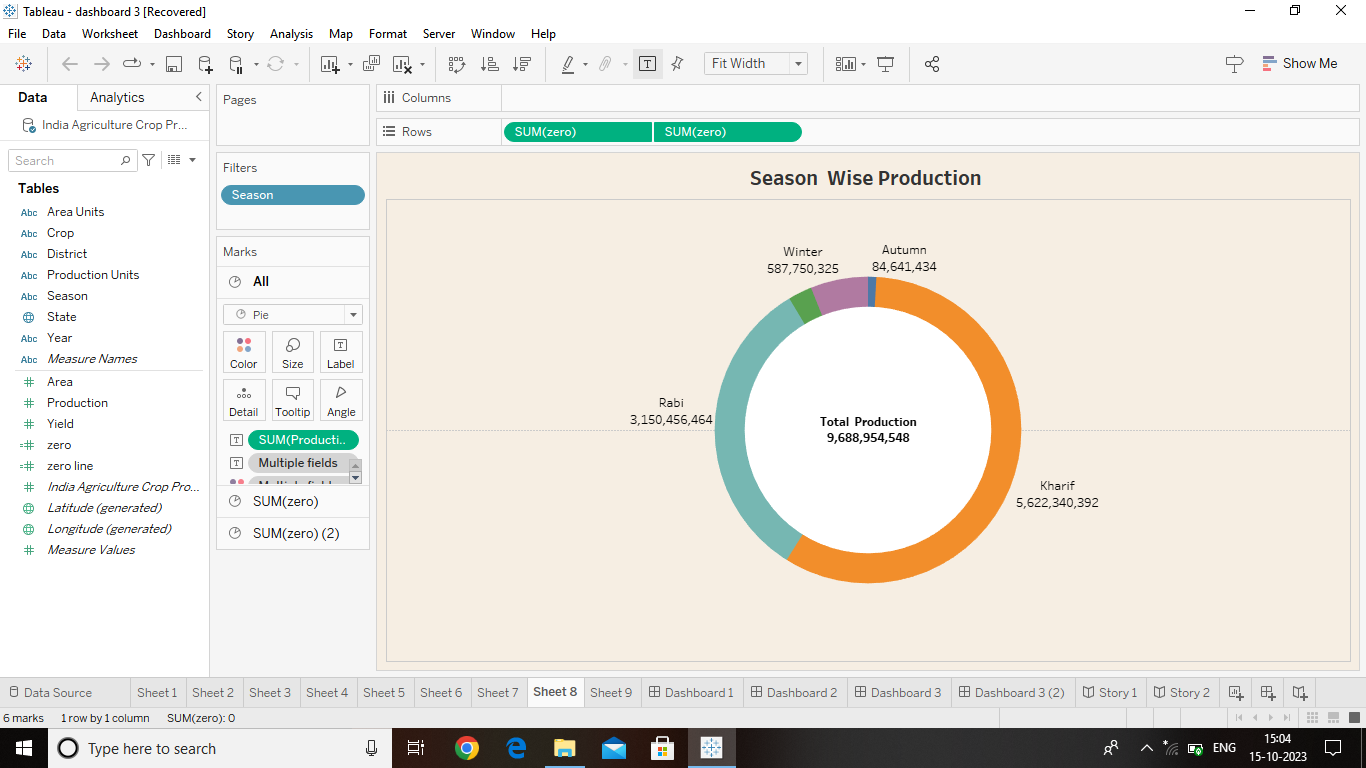 Tableau - dashboard 3 [Recovered]
File Data Worksheet Dashboard Story Analysis Map Format Server Window Help
Fit Width
Show Me
Data Analytics
India Agriculture Crop Pr...
Search
Tables
Abc Area Units
Abc Crop
Abc District
Abc Production Units
Abc Season
State
Abc Year
Abc Measure Names
# Area
# Production
# Yield
=# zero
=# zero line
# India Agriculture Crop Pro...
Latitude (generated)
Longitude (generated)
# Measure Values
Pages
Filters
Season
Marks
All
Pie
Color Size Label
Detail Tooltip Angle
T SUM(Producti..
T Multiple fields
SUM(zero)
SUM(zero) (2)
Columns
Rows SUM(zero) SUM(zero)
Season Wise Production
Winter
587,750,325
Autumn
84,641,434
Rabi
3,150,456,464
Total Production
9,688,954,548
Kharif
5,622,340,392
Data Source Sheet 1 Sheet 2 Sheet 3 Sheet 4 Sheet 5 Sheet 6 Sheet 7 Sheet 8 Sheet 9 Dashboard 1 Dashboard 2 Dashboard 3 Dashboard 3 (2) Story 1 Story 2
6 marks 1 row by 1 column SUM(zero): 0
Type here to search
ENG
15:04
15-10-2023